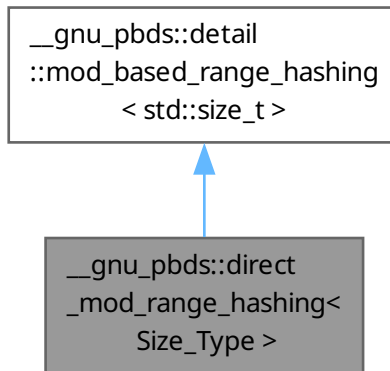 __gnu_pbds::detail
::mod_based_range_hashing
< std::size_t >
__gnu_pbds::direct
_mod_range_hashing<
Size_Type >